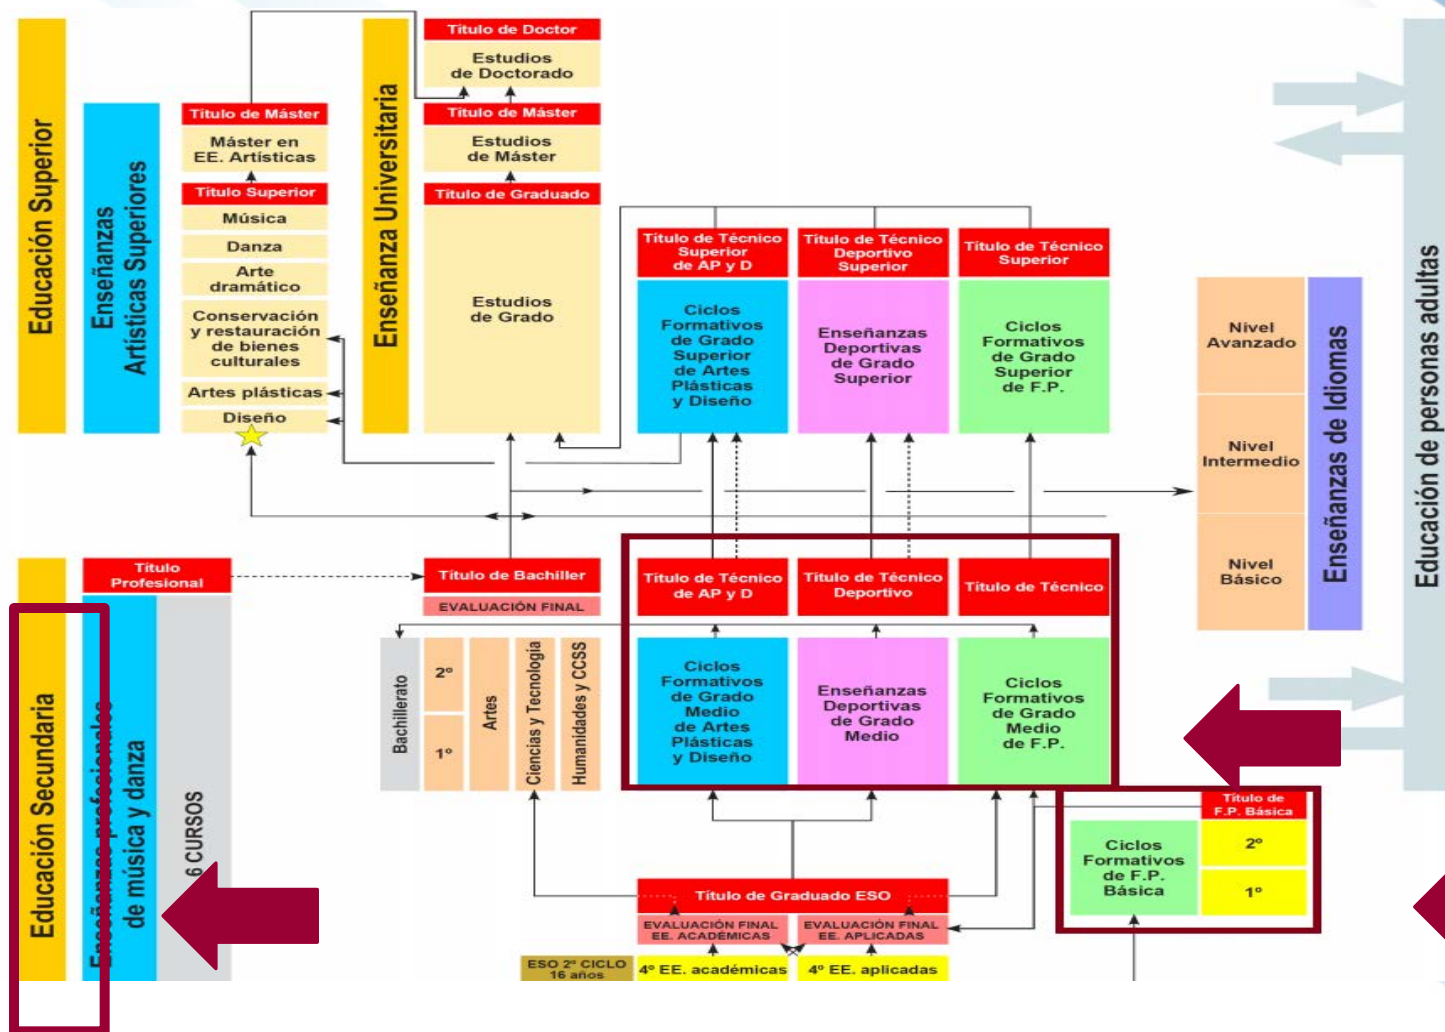 Educación Superior
Enseñanzas
Artísticas Superiores
Título de Máster
Máster en
EE. Artísticas
Título Superior
Música
Danza
Arte
dramático
Conservación
y restauración
de bienes
culturales
Artes plásticas
Diseño
Enseñanza Universitaria
Título de Doctor
Estudios
de Doctorado
Título de Máster
Estudios
de Máster
Título de Graduado
Estudios
de Grado
Título de Técnico
Superior
de AP y D
Ciclos
Formativos
de Grado
Superior
de Artes
Plásticas
y Diseño
Título de Técnico
Deportivo
Superior
Enseñanzas
Deportivas
de Grado
Superior
Título de Técnico
Superior
Ciclos
Formativos
de Grado
Superior
de F.P.
Nivel
Avanzado
Nivel
Intermedio
Nivel
Básico
Enseñanzas de Idiomas
Educación de personas adultas
Educación Secundaria
Título
Profesional
Enseñanzas profesionales
de música y danza
6 CURSOS
Título de Bachiller
EVALUACIÓN FINAL
Bachillerato
2º
1º
Artes
Ciencias y Tecnología
Humanidades y CCSS
Título de Técnico
de AP y D
Ciclos
Formativos
de Grado
Medio
de Artes
Plásticas
y Diseño
Título de Técnico
Deportivo
Enseñanzas
Deportivas
de Grado
Medio
Título de Técnico
Ciclos
Formativos
de Grado
Medio
de F.P.
Título de
F.P. Básica
Ciclos
Formativos
de F.P.
Básica
2º
1º
Título de Graduado ESO
EVALUACIÓN FINAL
EE. ACADÉMICAS
EVALUACIÓN FINAL
EE. APLICADAS
ESO 2º CICLO
16 años
4º EE. académicas
4º EE. aplicadas